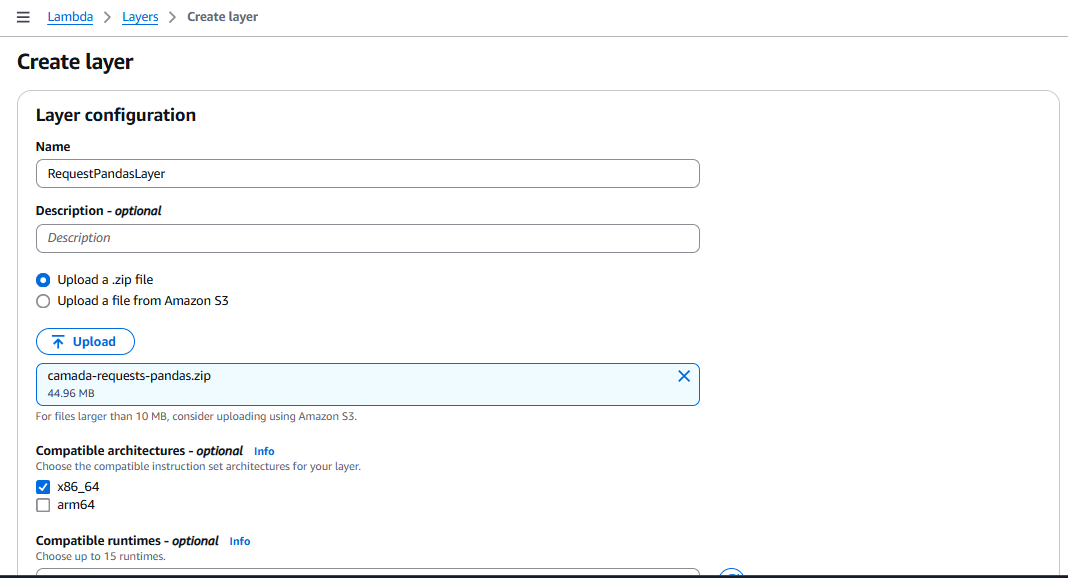 Lambda > Layers > Create layer
Create layer
Layer configuration
Name
RequestPandasLayer
Description - optional
Description
Upload a .zip file
Upload a file from Amazon S3
Upload
camada-requests-pandas.zip
44.96 MB
For files larger than 10 MB, consider uploading using Amazon S3.
Compatible architectures - optional Info
Choose the compatible instruction set architectures for your layer.
x86_64
arm64
Compatible runtimes - optional Info
Choose up to 15 runtimes.